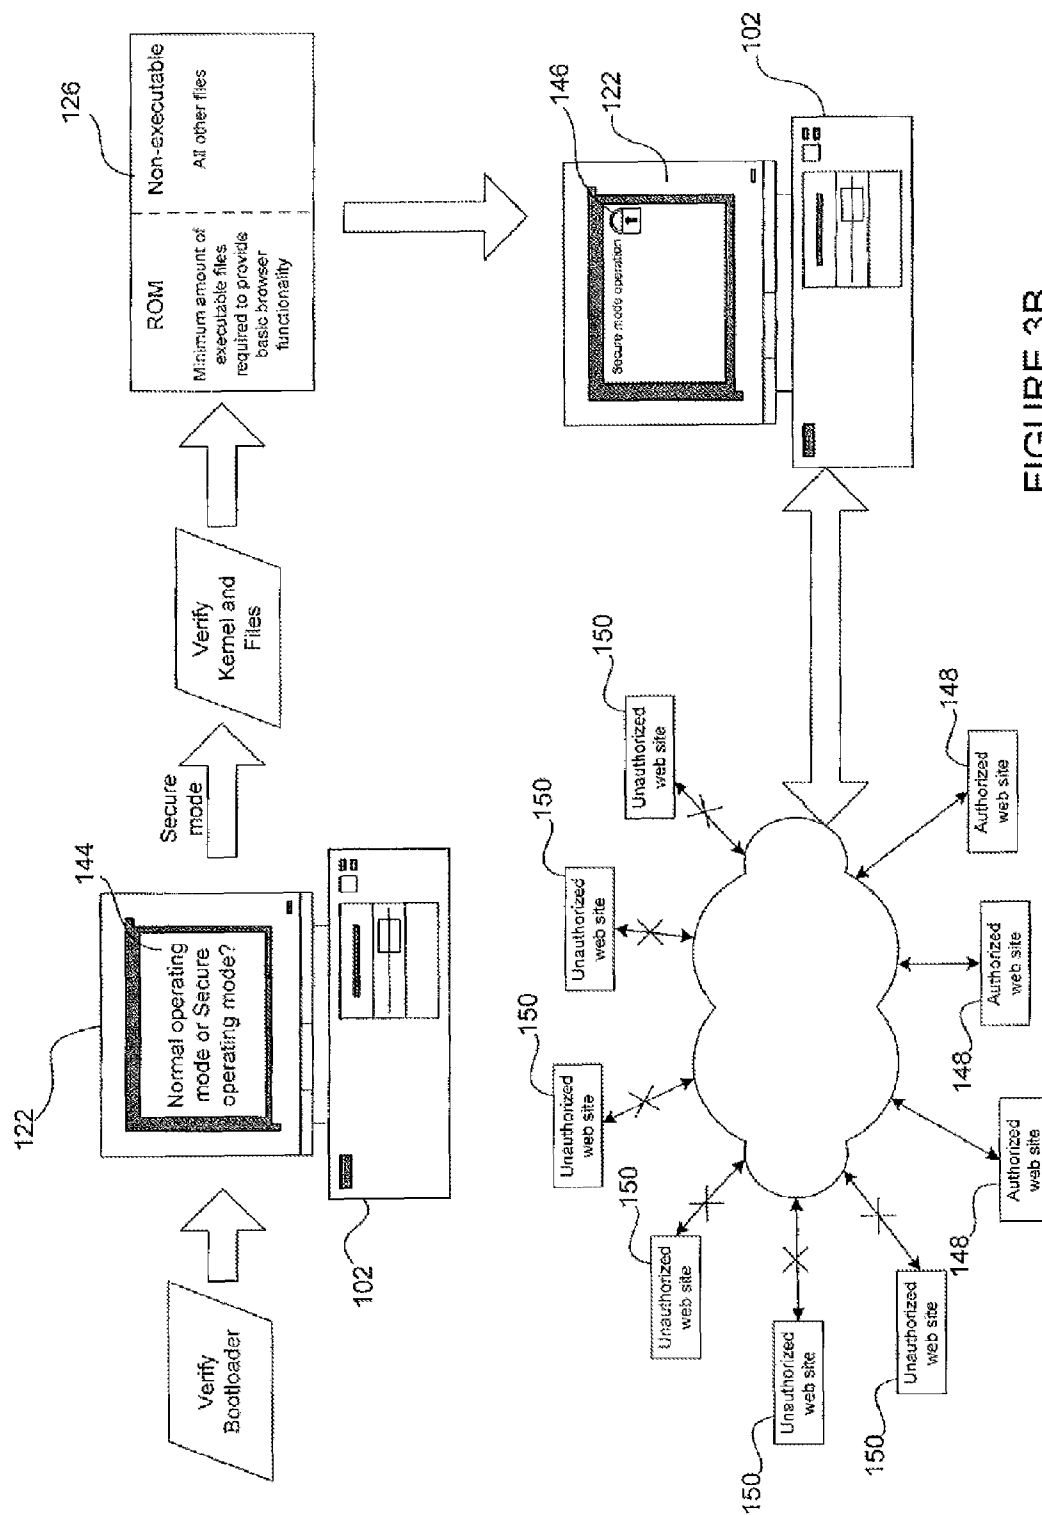 Verify
Bootloader
122
144
Normal operating
mode or Secure
operating mode?
102
Secure
mode
Verify
Kernel and
Files
126
ROM
Minimum amount of
executable files
required to provide
basic browser
functionality
Non-executable
All other files
146
122
102
Secure mode operation
150
Unauthorized
web site
150
Unauthorized
web site
150
Unauthorized
web site
150
Unauthorized
web site
150
Unauthorized
web site
150
Unauthorized
web site
148
Authorized
web site
148
Authorized
web site
148
Authorized
web site
FIGURE 3B